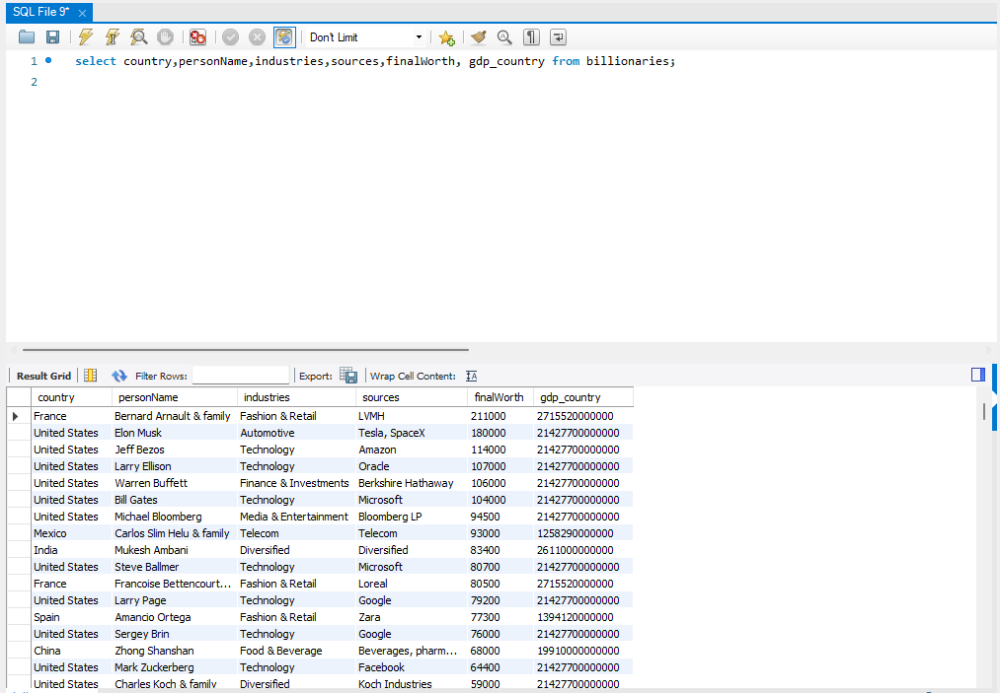 SQL File 9*
Don't Limit
1 select country,personName,industries,sources,finalWorth, gdp_country from billionaries;
2
Result Grid Filter Rows: Export: Wrap Cell Content: IA
country personName industries sources finalWorth gdp_country
France Bernard Arnault & family Fashion & Retail LVMH 211000 2715520000000
United States Elon Musk Automotive Tesla, SpaceX 180000 21427700000000
United States Jeff Bezos Technology Amazon 114000 21427700000000
United States Larry Ellison Technology Oracle 107000 21427700000000
United States Warren Buffett Finance & Investments Berkshire Hathaway 106000 21427700000000
United States Bill Gates Technology Microsoft 104000 21427700000000
United States Michael Bloomberg Media & Entertainment Bloomberg LP 94500 21427700000000
Mexico Carlos Slim Helu & family Telecom Telecom 93000 1258290000000
India Mukesh Ambani Diversified Diversified 83400 2611000000000
United States Steve Ballmer Technology Microsoft 80700 21427700000000
France Francoise Bettencourt... Fashion & Retail Loreal 80500 2715520000000
United States Larry Page Technology Google 79200 21427700000000
Spain Amancio Ortega Fashion & Retail Zara 77300 1394120000000
United States Sergey Brin Technology Google 76000 21427700000000
China Zhong Shanshan Food & Beverage Beverages, pharm... 68000 19910000000000
United States Mark Zuckerberg Technology Facebook 64400 21427700000000
United States Charles Koch & family Diversified Koch Industries 59000 21427700000000